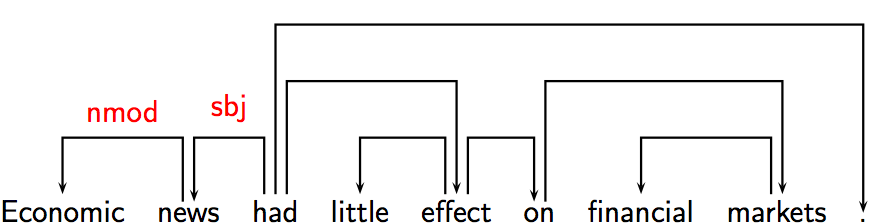 nmod sbj
Economic news had little effect on financial markets .